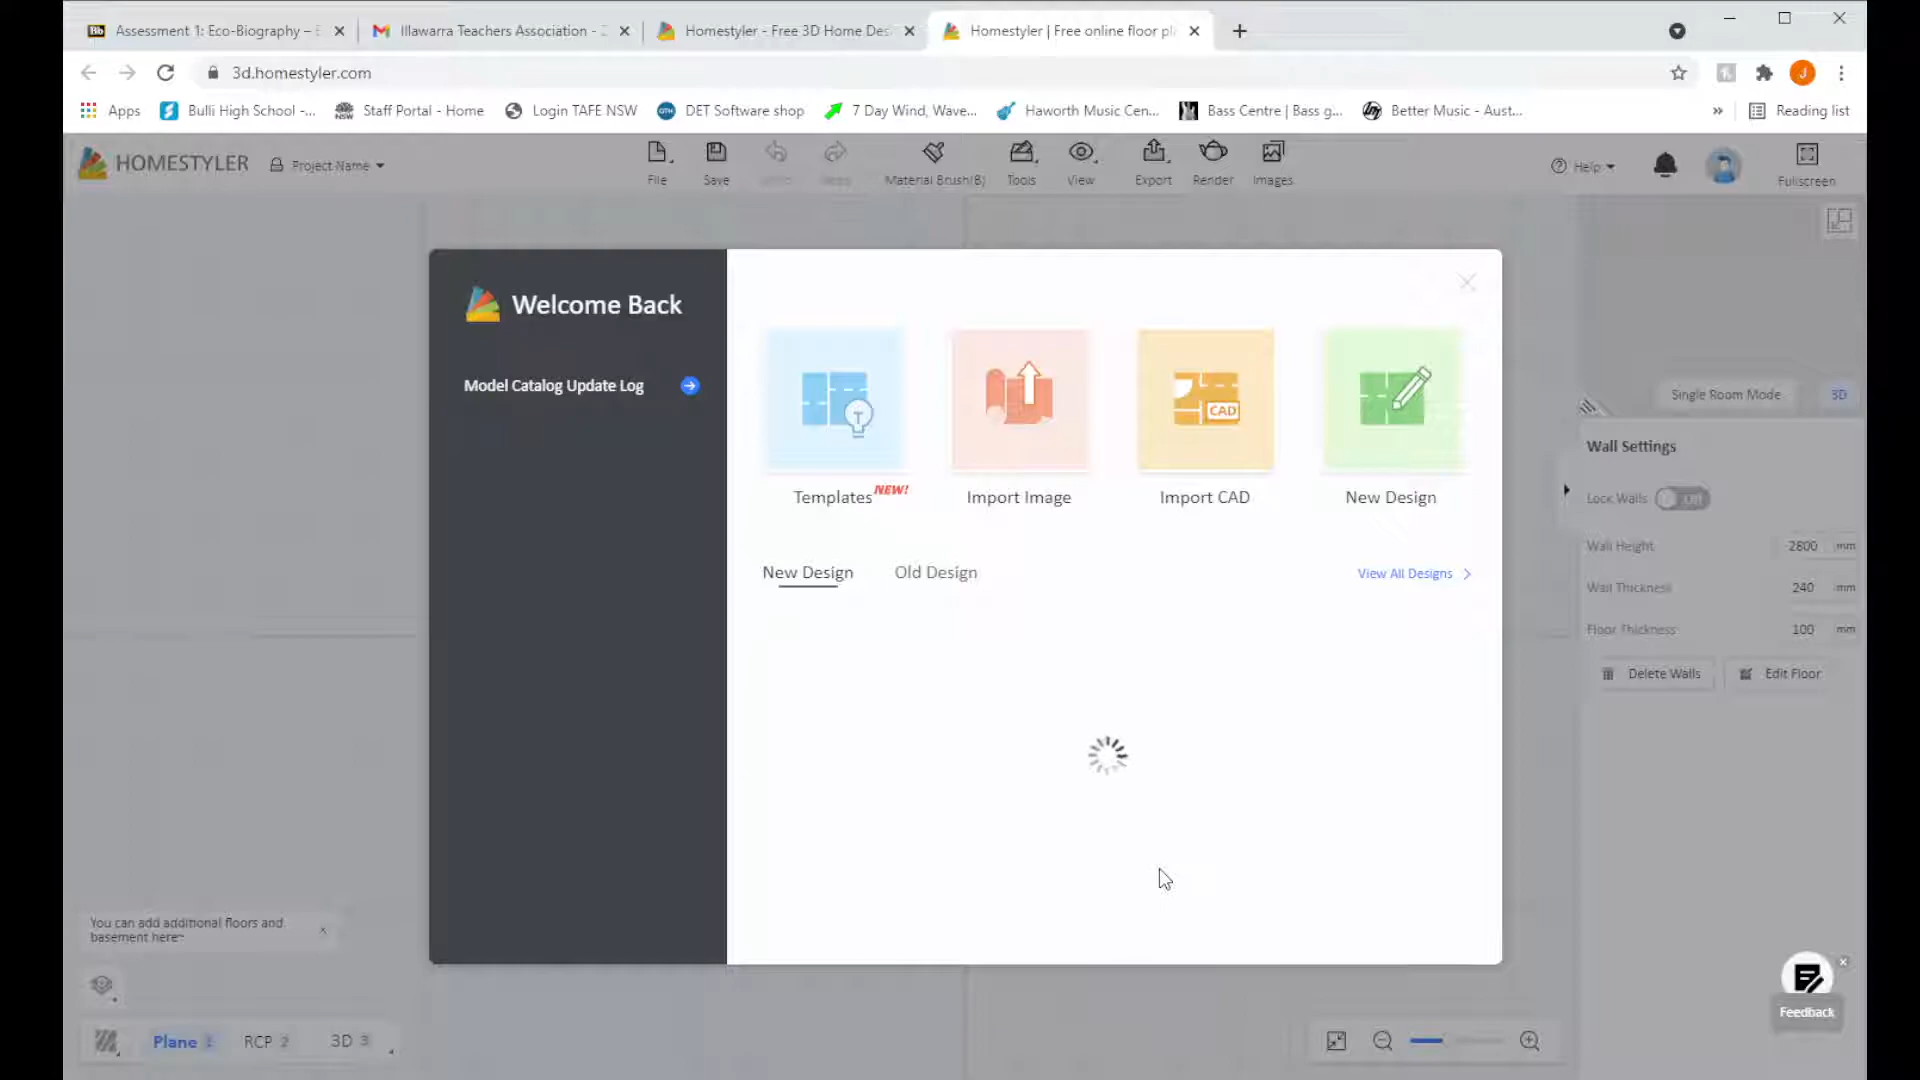 Assessment 1: Eco-Biography –
Illawarra Teachers Association -
Homestyler - Free 3D Home Des
Homestyler | Free online floor pl
3d.homestyler.com
J
Apps
Bulli High School -...
Staff Portal - Home
Login TAFE NSW
DET Software shop
7 Day Wind, Wave...
Haworth Music Cen...
Bass Centre | Bass g...
Better Music - Aust...
»
Reading list
HOMESTYLER
Project Name
File
Save
Material Brush(B)
Tools
View
Export
Render
Images
Help
Fullscreen
Welcome Back
Model Catalog Update Log
CAD
Templates
NEW!
Import Image
Import CAD
New Design
New Design
Old Design
View All Designs
Single Room Mode
3D
Wall Settings
Lock Walls
Wall Height
2800 mm
Wall Thickness
240 mm
Floor Thickness
100 mm
Delete Walls
Edit Floor
You can add additional floors and
basement here~
Plane 1
RCP 2
3D 3
Feedback